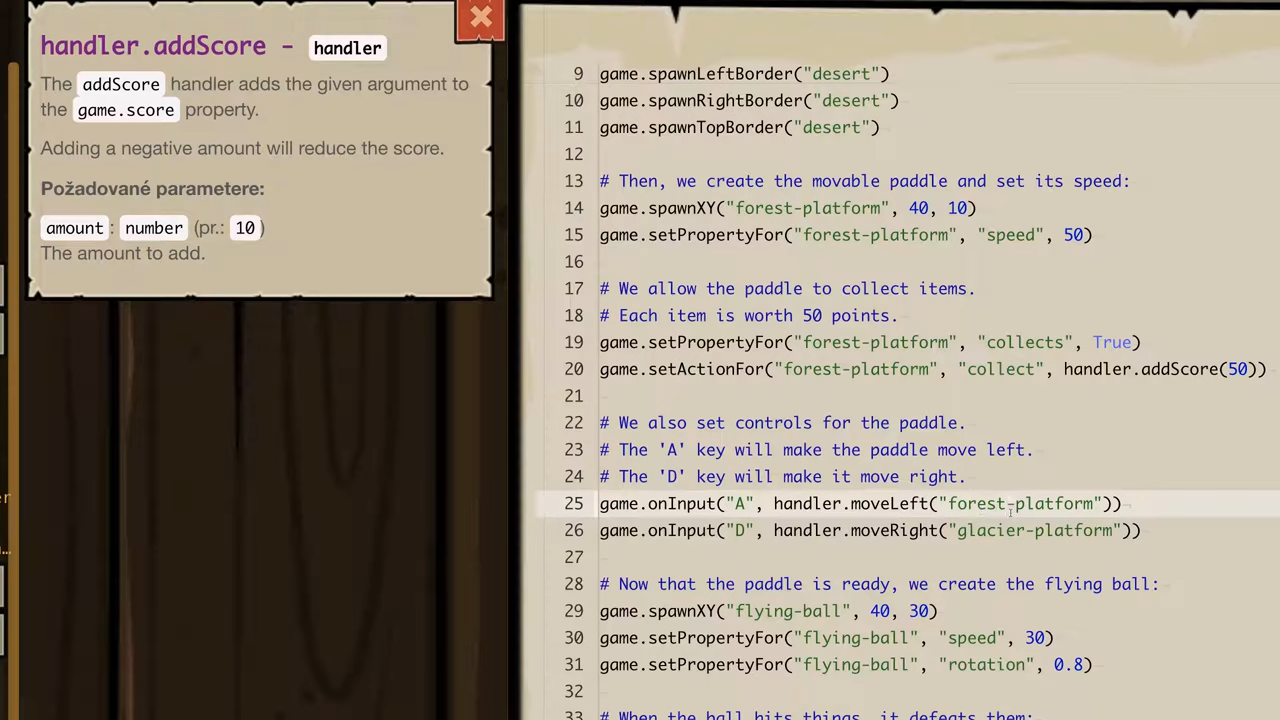 handler.addScore - handler
The addScore handler adds the given argument to
the game.score property.
Adding a negative amount will reduce the score.
Požadované parametere:
amount: number (pr.: 10)
The amount to add.
9 game.spawnLeftBorder("desert")
10 game.spawnRightBorder("desert")
11 game.spawnTopBorder("desert")
12
13 # Then, we create the movable paddle and set its speed:
14 game.spawnXY("forest-platform", 40, 10)
15 game.setPropertyFor("forest-platform", "speed", 50)
16
17 # We allow the paddle to collect items.
18 # Each item is worth 50 points.
19 game.setPropertyFor("forest-platform", "collects", True)
20 game.setActionFor("forest-platform", "collect", handler.addScore(50))
21
22 # We also set controls for the paddle.
23 # The 'A' key will make the paddle move left.
24 # The 'D' key will make it move right.
25 game.onInput("A", handler.moveLeft("forest-platform"))
26 game.onInput("D", handler.moveRight("glacier-platform"))
27
28 # Now that the paddle is ready, we create the flying ball:
29 game.spawnXY("flying-ball", 40, 30)
30 game.setPropertyFor("flying-ball", "speed", 30)
31 game.setPropertyFor("flying-ball", "rotation", 0.8)
32
33 # When the ball hits things, it defeats them: